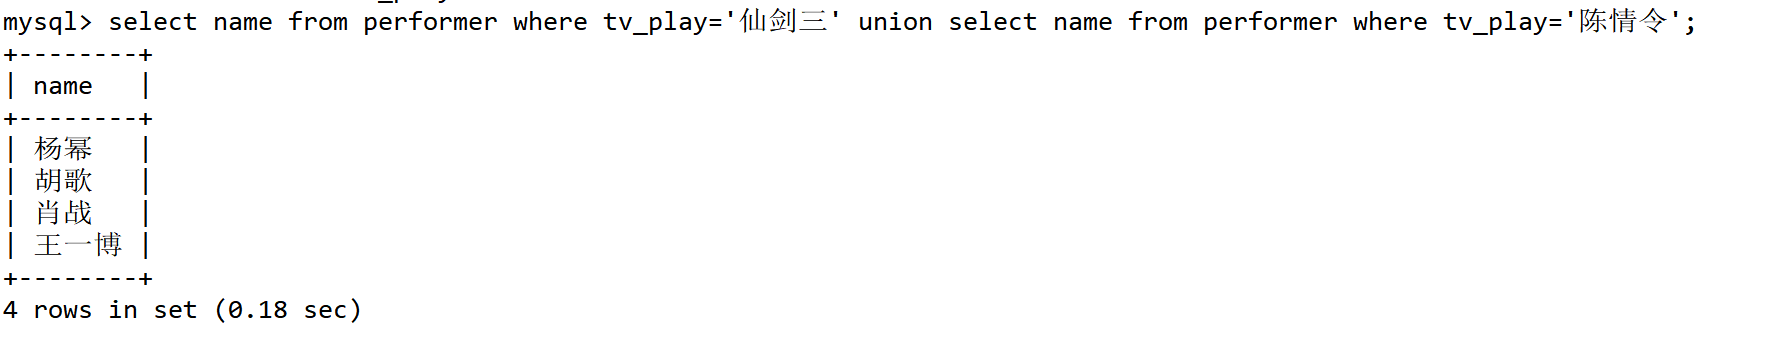 mysql> select name from performer where tv_play='仙剑三' union select name from performer where tv_play='陈情令';
+--------+
| name   |
+--------+
| 杨幂   |
| 胡歌   |
| 肖战   |
| 王一博 |
+--------+
4 rows in set (0.18 sec)